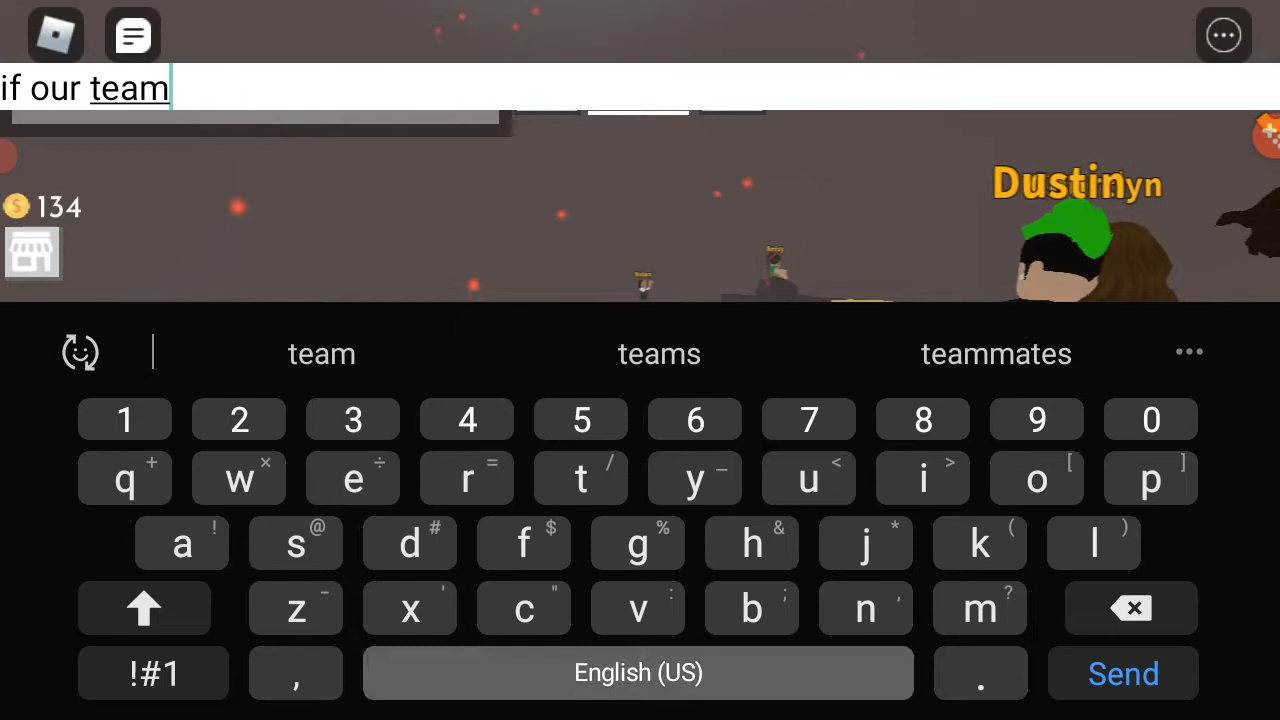 if our team
134
Dustinyn
team teams teammates
1 2 3 4 5 6 7 8 9 0
q + w × e ÷ r = t / y _ u < i > o [ p ]
a ! s @ d # f $ g % h & j * k ( l )
z - x ' c " v : b ; n , m ?
!#1 , English (US) . Send